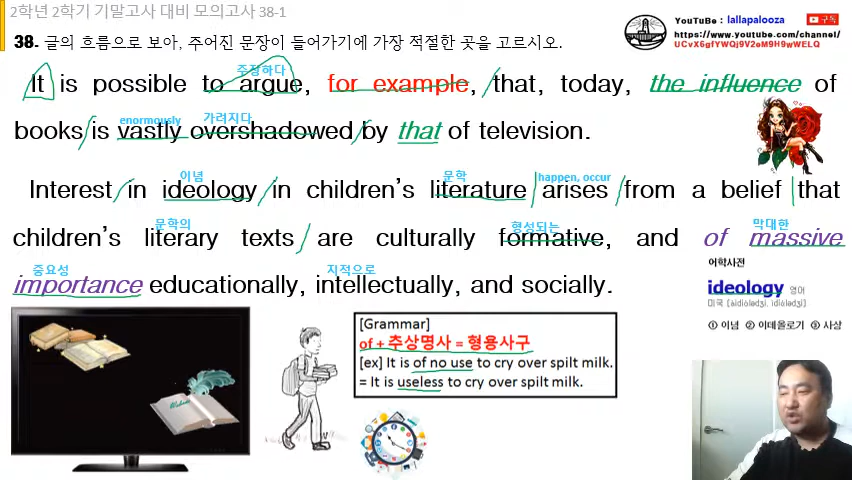 2학년 2학기 기말고사 대비 모의고사 38-1
YouTuBe : lallapalooza
구독
https://www.youtube.com/channel/
UCvX6gfYWQj9V2eM9H9wWELQ
38. 글의 흐름으로 보아, 주어진 문장이 들어가기에 가장 적절한 곳을 고르시오.
주장하다
It is possible to argue, for example, that, today, the influence of
enormously 가려지다
books is vastly overshadowed by that of television.
이념 문학 happen, occur
Interest in ideology in children's literature arises from a belief that
문학의 형성되는 막대한
children's literary texts are culturally formative, and of massive
중요성 지적으로
importance educationally, intellectually, and socially.
어학사전
ideology 영어
미국 [àidiάlədʒi, ìdiάlədʒi]
① 이념 ② 이데올로기 ③ 사상
[Grammar]
of + 추상명사 = 형용사구
[ex] It is of no use to cry over spilt milk.
= It is useless to cry over spilt milk.